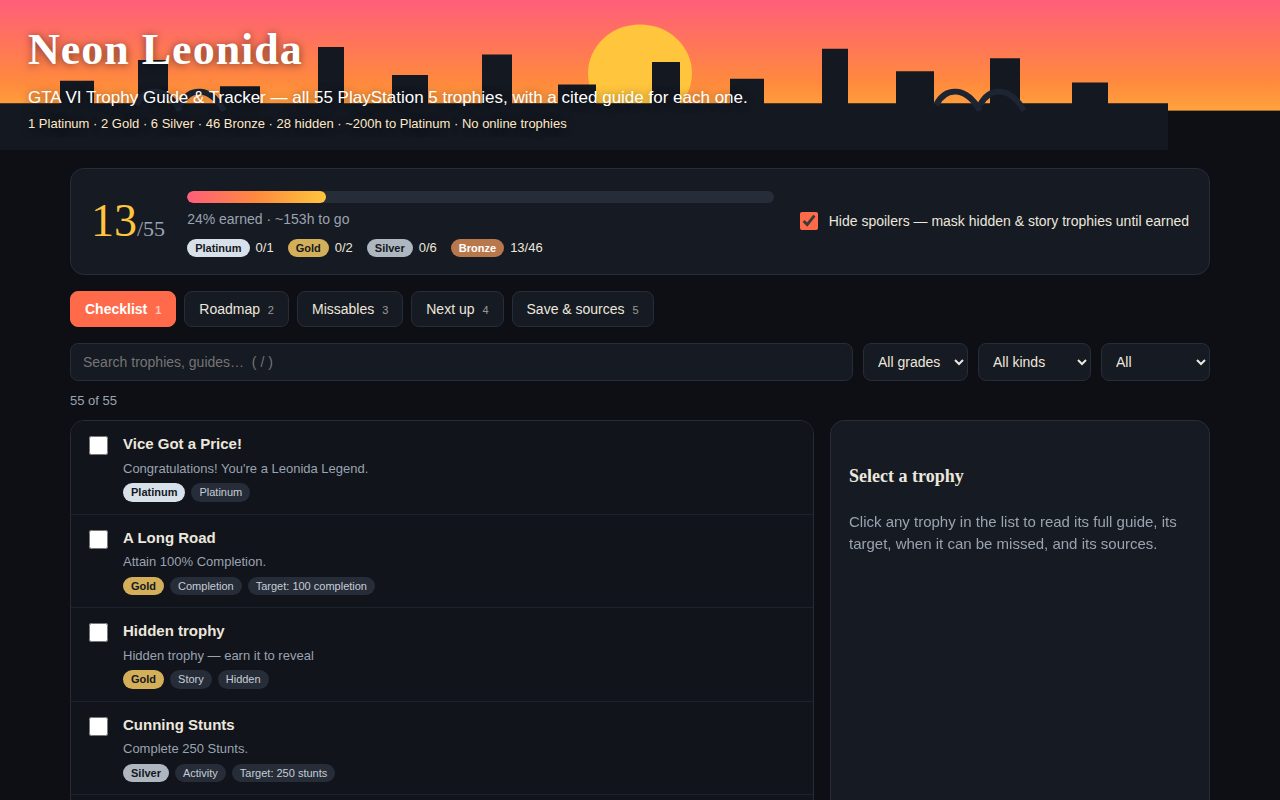 Neon Leonida
GTA VI Trophy Guide & Tracker — all 55 PlayStation 5 trophies, with a cited guide for each one.
1 Platinum · 2 Gold · 6 Silver · 46 Bronze · 28 hidden · ~200h to Platinum · No online trophies
13/55
24% earned · ~153h to go
Platinum 0/1 Gold 0/2 Silver 0/6 Bronze 13/46
Hide spoilers — mask hidden & story trophies until earned
Checklist 1 Roadmap 2 Missables 3 Next up 4 Save & sources 5
Search trophies, guides… ( / ) All grades All kinds All
55 of 55
Vice Got a Price!
Congratulations! You're a Leonida Legend.
Platinum Platinum
A Long Road
Attain 100% Completion.
Gold Completion Target: 100 completion
Hidden trophy
Hidden trophy — earn it to reveal
Gold Story Hidden
Cunning Stunts
Complete 250 Stunts.
Silver Activity Target: 250 stunts
Select a trophy
Click any trophy in the list to read its full guide, its
target, when it can be missed, and its sources.